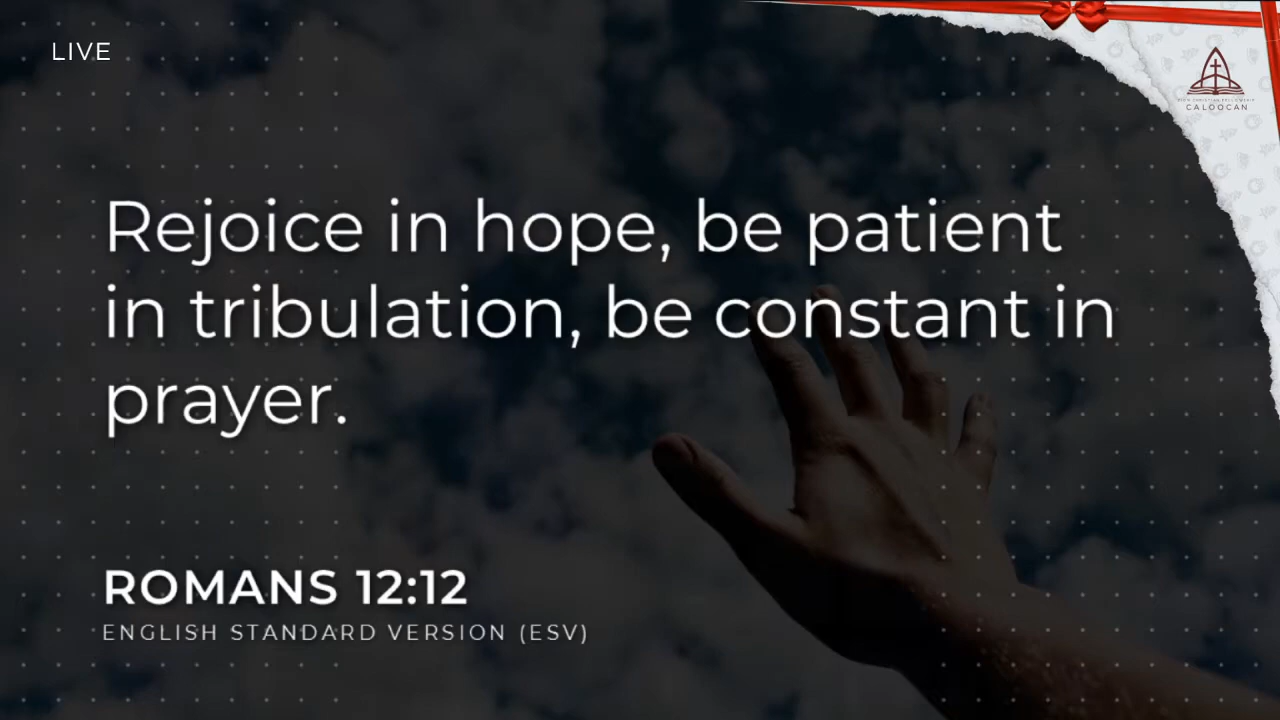 LIVE
CALOOCAN
Rejoice in hope, be patient
in tribulation, be constant in
prayer.
ROMANS 12:12
ENGLISH STANDARD VERSION (ESV)